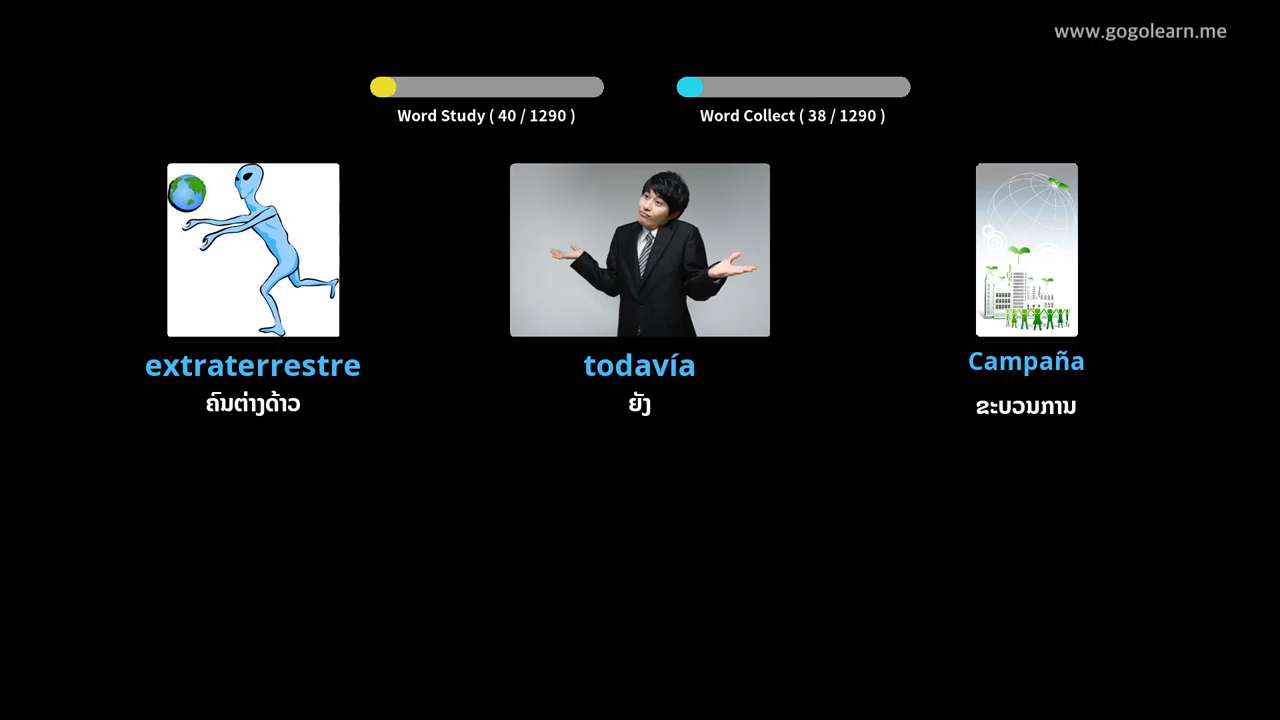 www.gogolearn.me
Word Study ( 40 / 1290 )
Word Collect ( 38 / 1290 )
extraterrestre
todavía
Campaña
ຄົນຕ່າງດ້າວ
ຍັງ
ຂະບວນການ